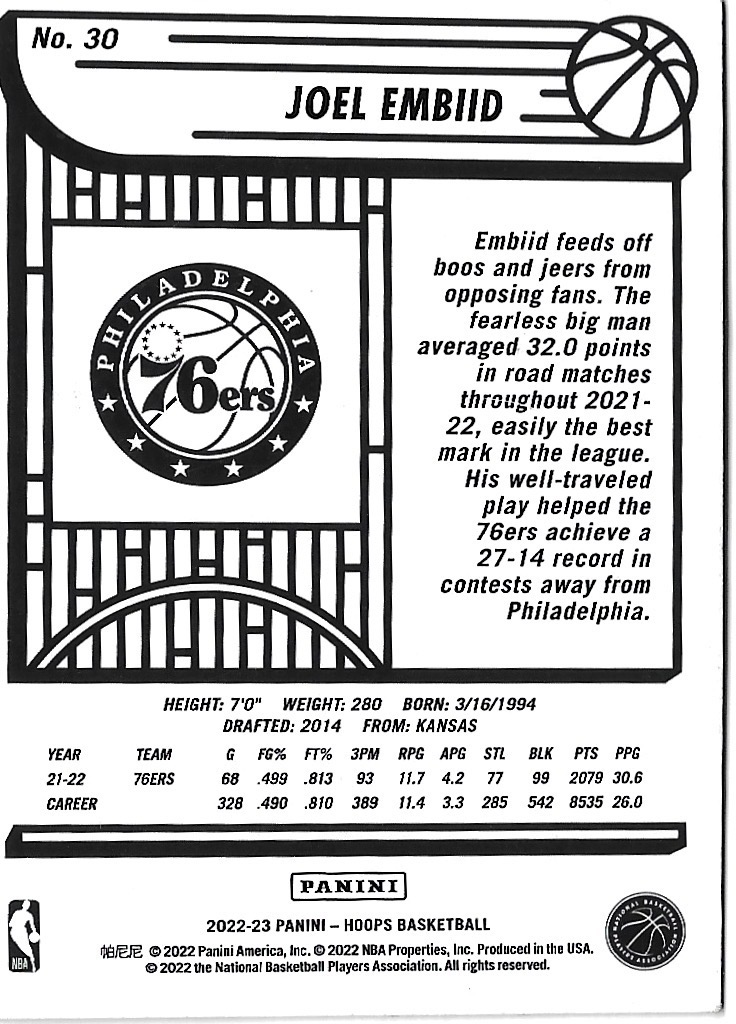 No. 30
JOEL EMBIID
PHILADELPHIA
76ers
Embiid feeds off
boos and jeers from
opposing fans. The
fearless big man
averaged 32.0 points
in road matches
throughout 2021-
22, easily the best
mark in the league.
His well-traveled
play helped the
76ers achieve a
27-14 record in
contests away from
Philadelphia.
HEIGHT: 7'0" WEIGHT: 280 BORN: 3/16/1994
DRAFTED: 2014 FROM: KANSAS
YEAR TEAM G FG% FT% 3PM RPG APG STL BLK PTS PPG
21-22 76ERS 68 .499 .813 93 11.7 4.2 77 99 2079 30.6
CAREER 328 .490 .810 389 11.4 3.3 285 542 8535 26.0
PANINI
2022-23 PANINI – HOOPS BASKETBALL
帕尼尼 © 2022 Panini America, Inc. © 2022 NBA Properties, Inc. Produced in the USA.
© 2022 the National Basketball Players Association. All rights reserved.
NBA
NATIONAL BASKETBALL
PLAYERS ASSOCIATION